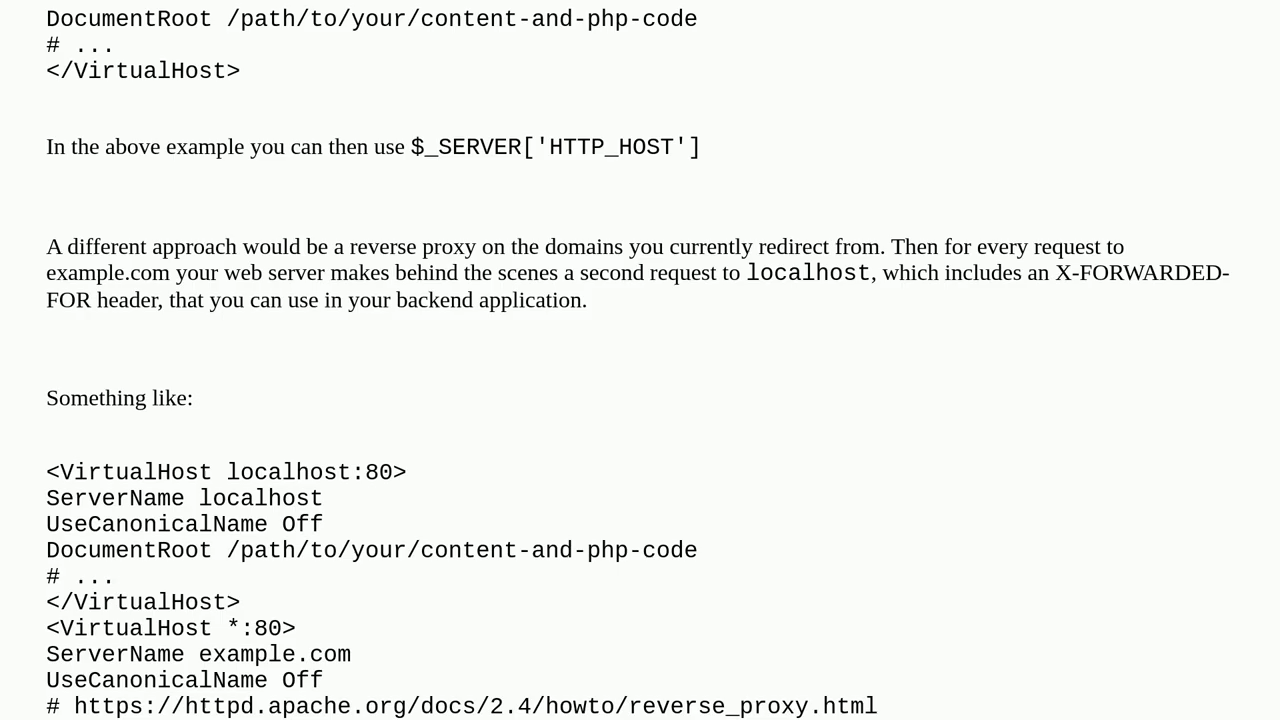 DocumentRoot /path/to/your/content-and-php-code
# ...
</VirtualHost>
In the above example you can then use $_SERVER['HTTP_HOST']
A different approach would be a reverse proxy on the domains you currently redirect from. Then for every request to
example.com your web server makes behind the scenes a second request to localhost, which includes an X-FORWARDED-
FOR header, that you can use in your backend application.
Something like:
<VirtualHost localhost:80>
ServerName localhost
UseCanonicalName Off
DocumentRoot /path/to/your/content-and-php-code
# ...
</VirtualHost>
<VirtualHost *:80>
ServerName example.com
UseCanonicalName Off
# https://httpd.apache.org/docs/2.4/howto/reverse_proxy.html